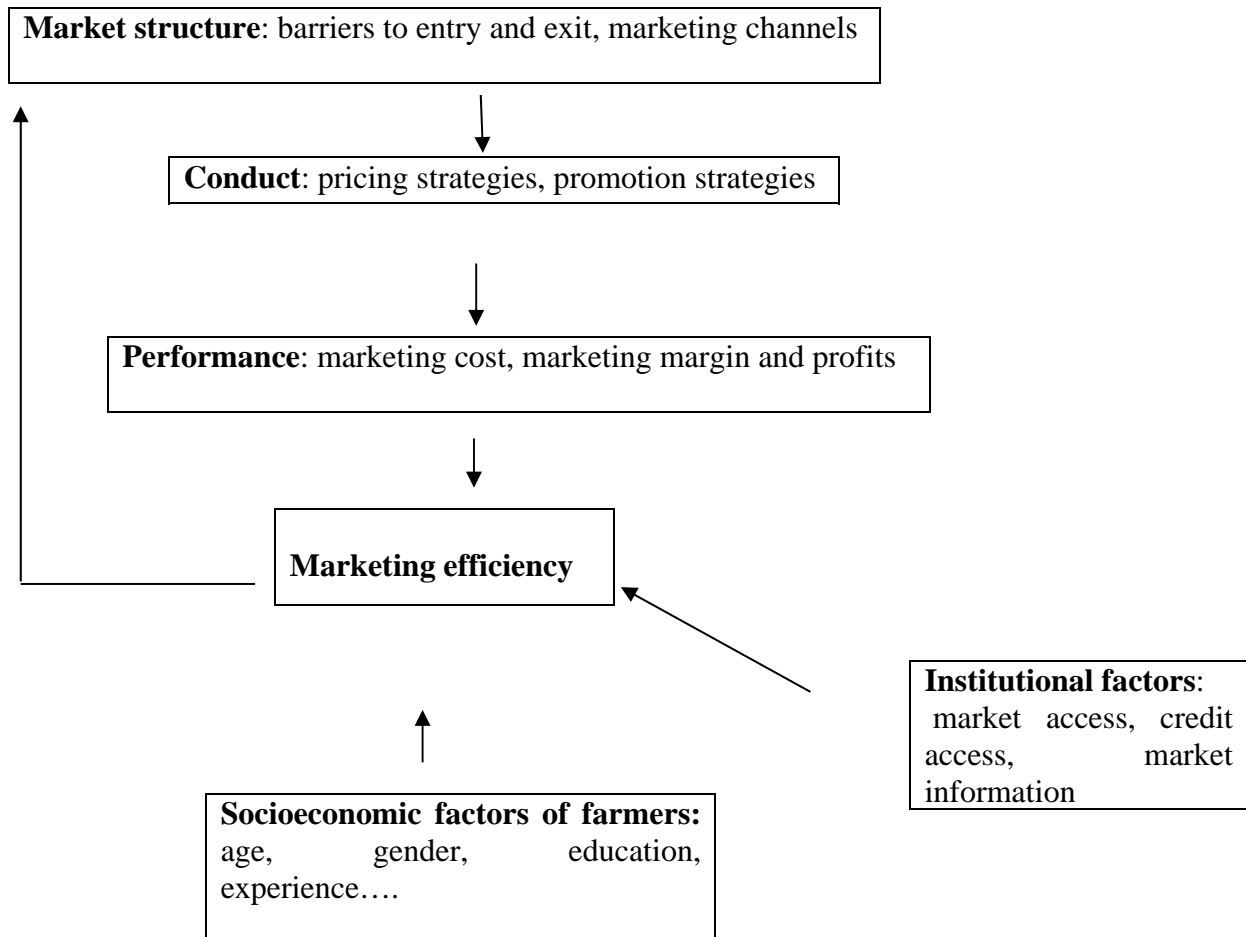 Market structure: barriers to entry and exit, marketing channels
Conduct: pricing strategies, promotion strategies
Performance: marketing cost, marketing margin and profits
Marketing efficiency
Institutional factors:
market access, credit
access, market
information
Socioeconomic factors of farmers:
age, gender, education,
experience….